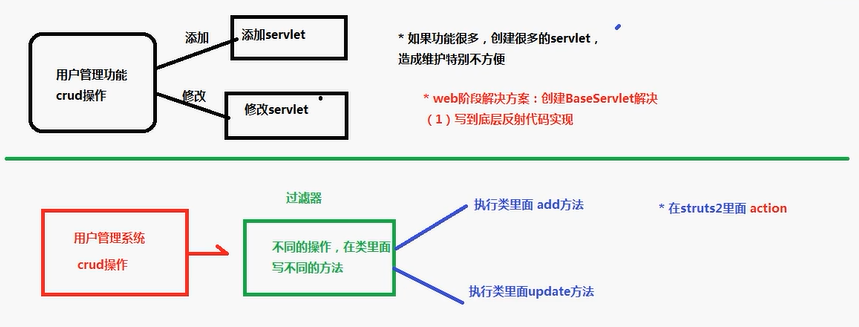 用户管理功能
crud操作
添加
添加servlet
修改
修改servlet
* 如果功能很多，创建很多的servlet，
造成维护特别不方便
* web阶段解决方案：创建BaseServlet解决
（1）写到底层反射代码实现
用户管理系统
crud操作
过滤器
不同的操作，在类里面
写不同的方法
执行类里面 add方法
执行类里面update方法
* 在struts2里面 action